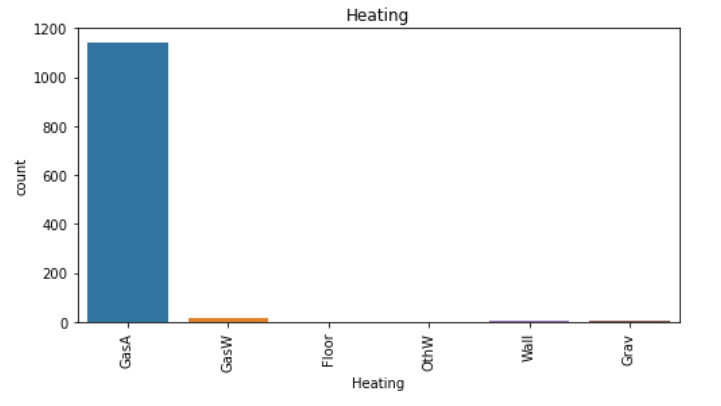 Heating
1200
1000
800
600
400
200
0
count
GasA
GasW
Floor
OthW
Wall
Grav
Heating